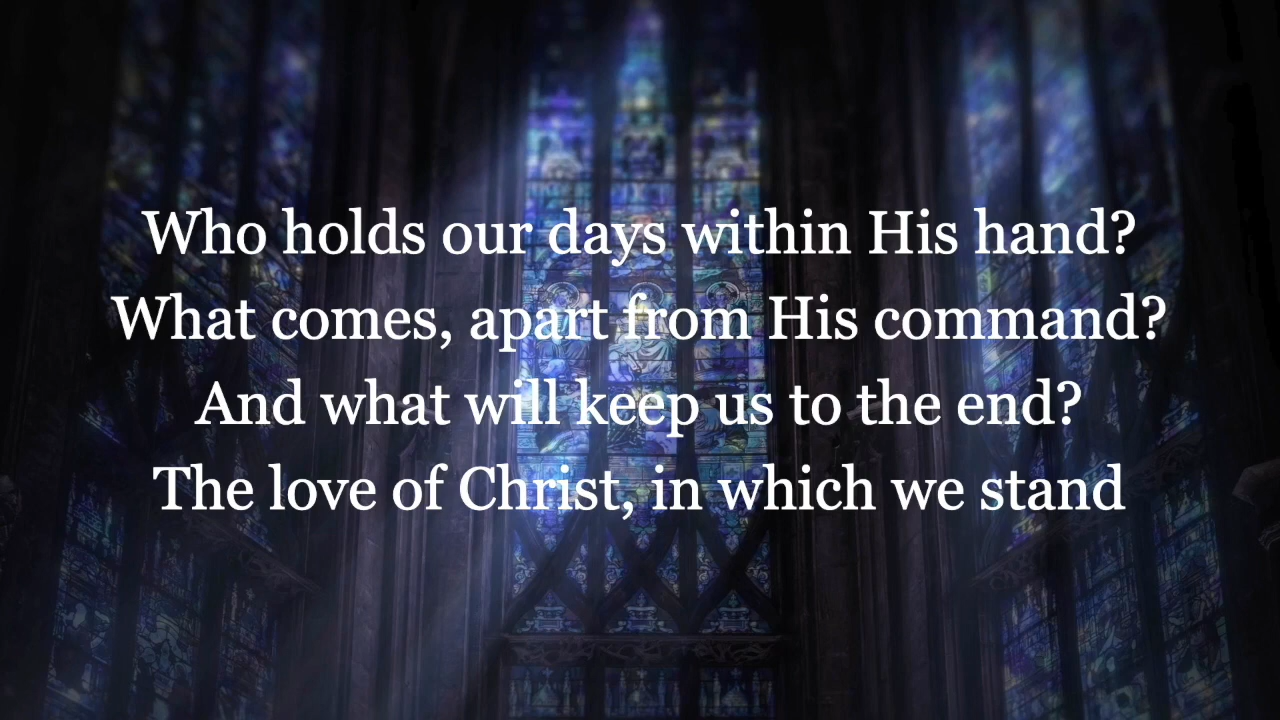 Who holds our days within His hand?
What comes, apart from His command?
And what will keep us to the end?
The love of Christ, in which we stand